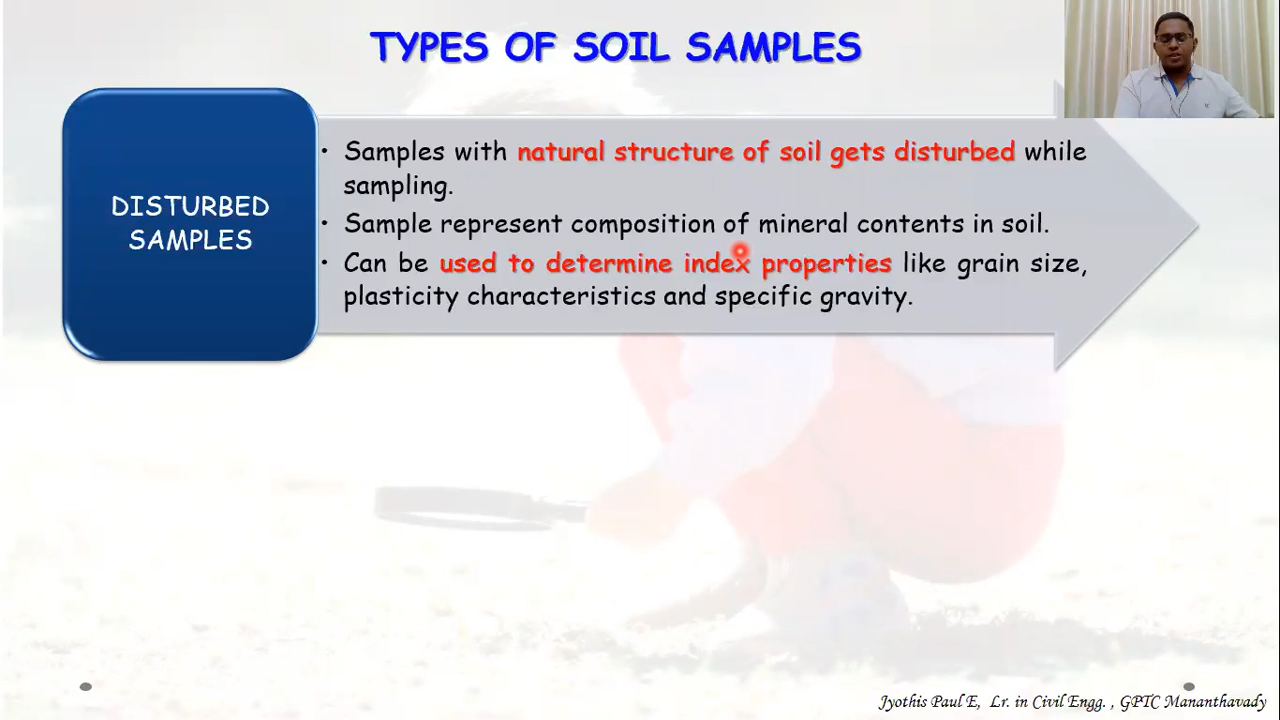 TYPES OF SOIL SAMPLES
DISTURBED
SAMPLES
• Samples with natural structure of soil gets disturbed while
sampling.
• Sample represent composition of mineral contents in soil.
• Can be used to determine index properties like grain size,
plasticity characteristics and specific gravity.
Jyothis Paul E, Lr. in Civil Engg. , GPTC Mananthavady